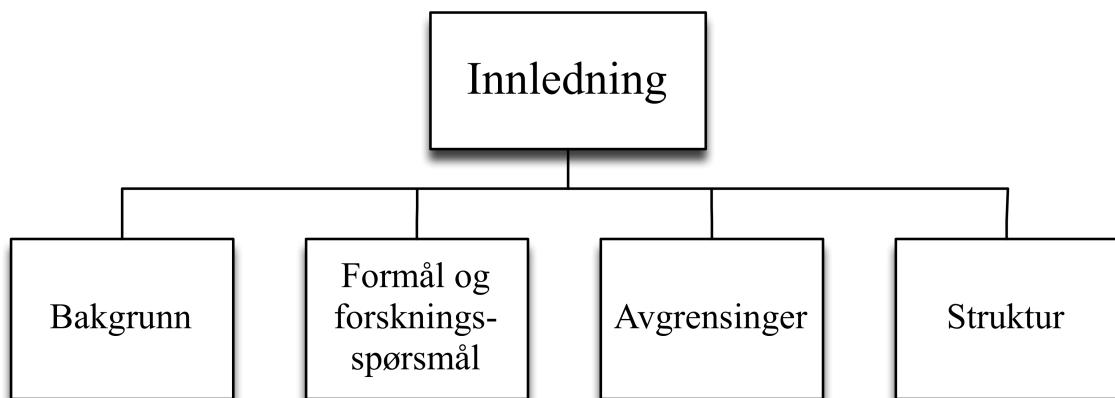 Innledning
Bakgrunn
Formål og
forsknings-
spørsmål
Avgrensinger
Struktur